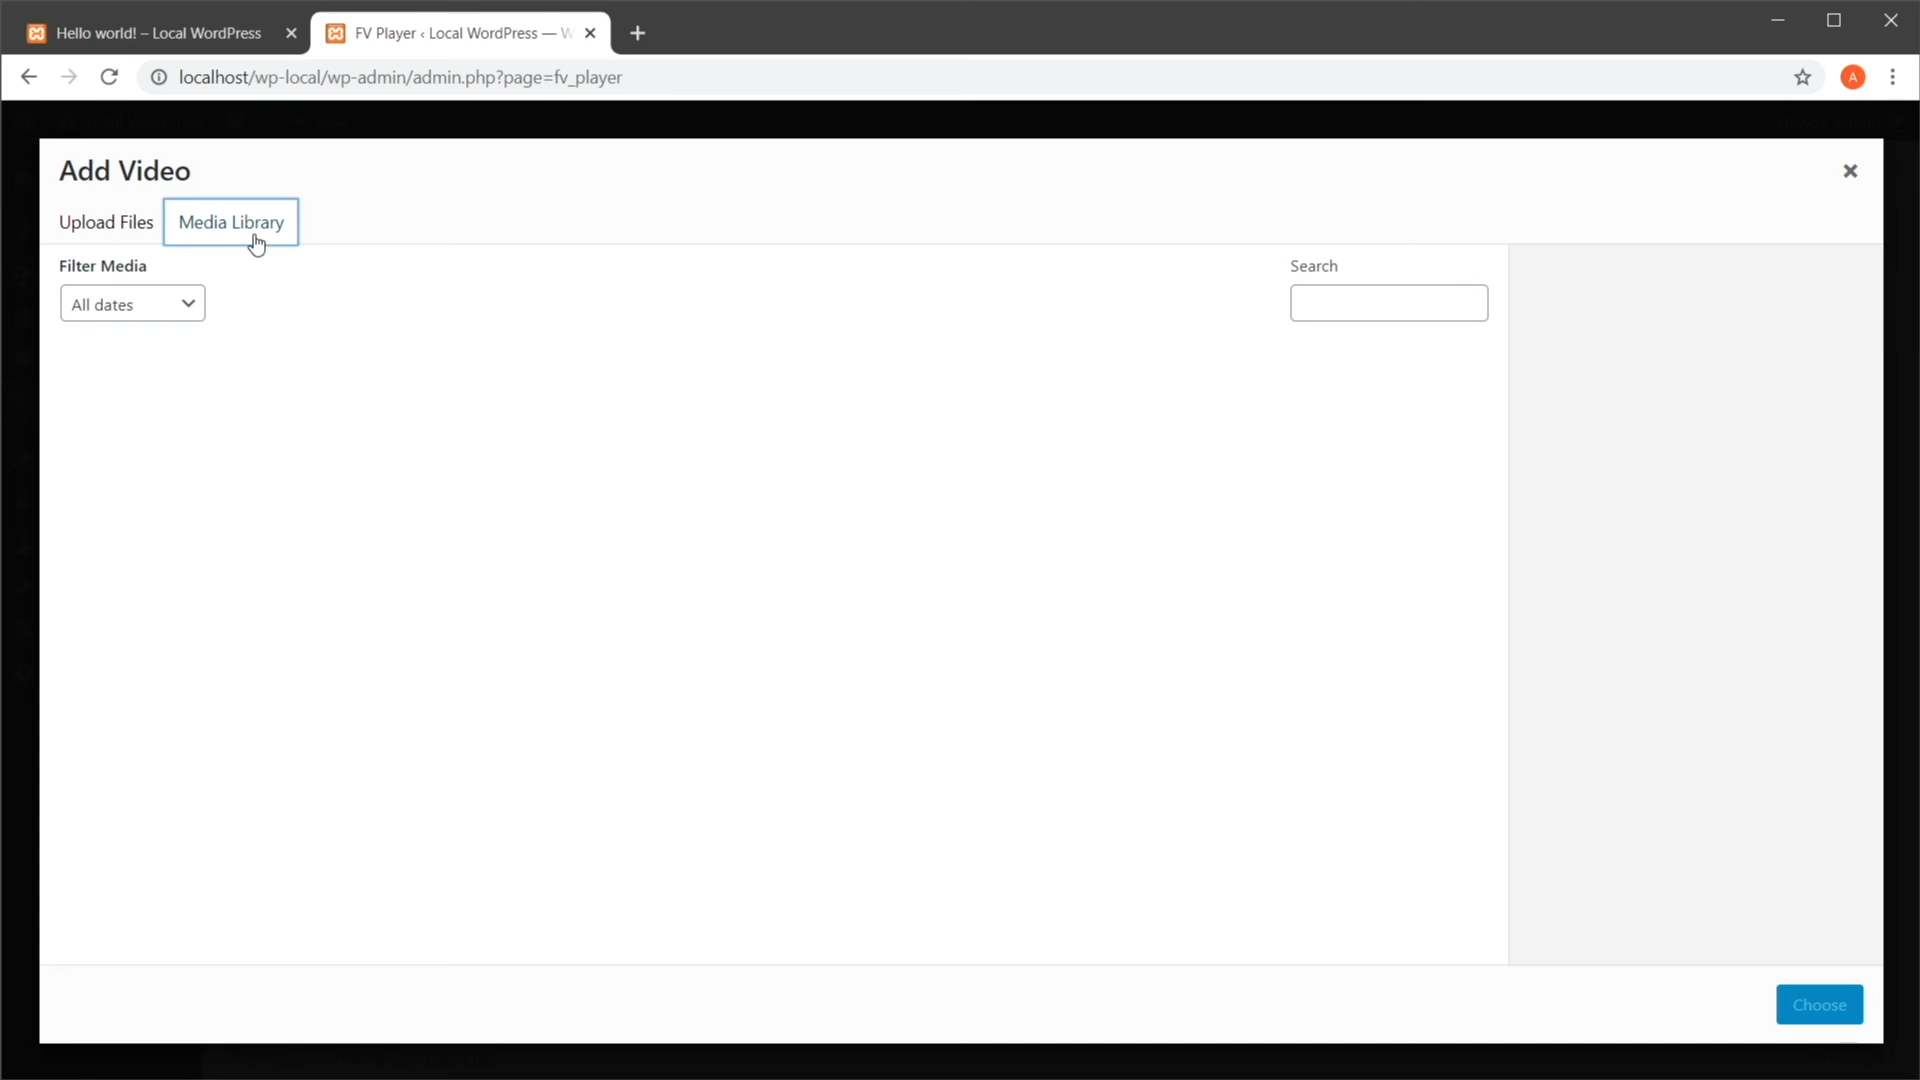 Hello world! – Local WordPress
FV Player ‹ Local WordPress — W
localhost/wp-local/wp-admin/admin.php?page=fv_player
A
Add Video
Upload Files
Media Library
Filter Media
Search
All dates
Choose